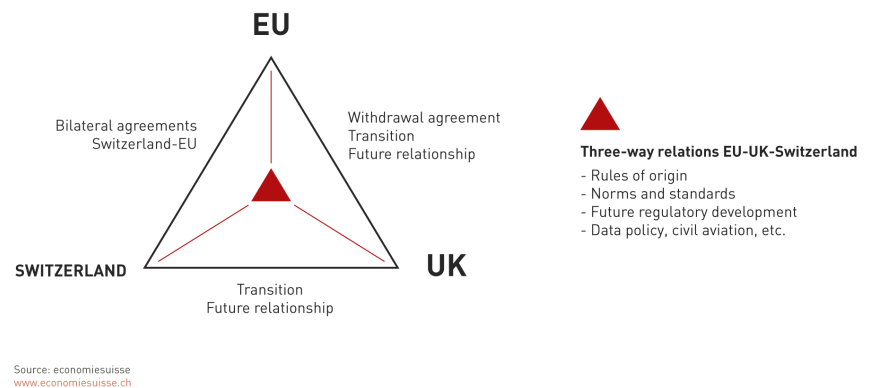 EU
Bilateral agreements
Switzerland-EU
Withdrawal agreement
Transition
Future relationship
SWITZERLAND
UK
Transition
Future relationship
Three-way relations EU-UK-Switzerland
- Rules of origin
- Norms and standards
- Future regulatory development
- Data policy, civil aviation, etc.
Source: economiesuisse
www.economiesuisse.ch